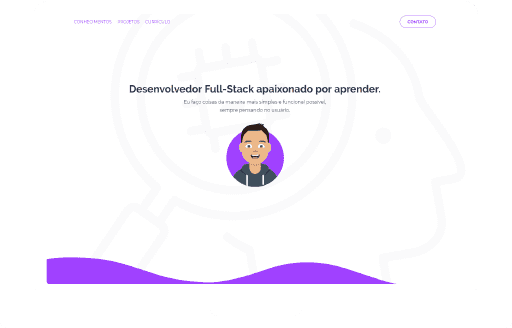 CONHECIMENTOS PROJETOS CURRÍCULO
CONTATO
Desenvolvedor Full-Stack apaixonado por aprender.
Eu faço coisas da maneira mais simples e funcional possível,
sempre pensando no usuário.